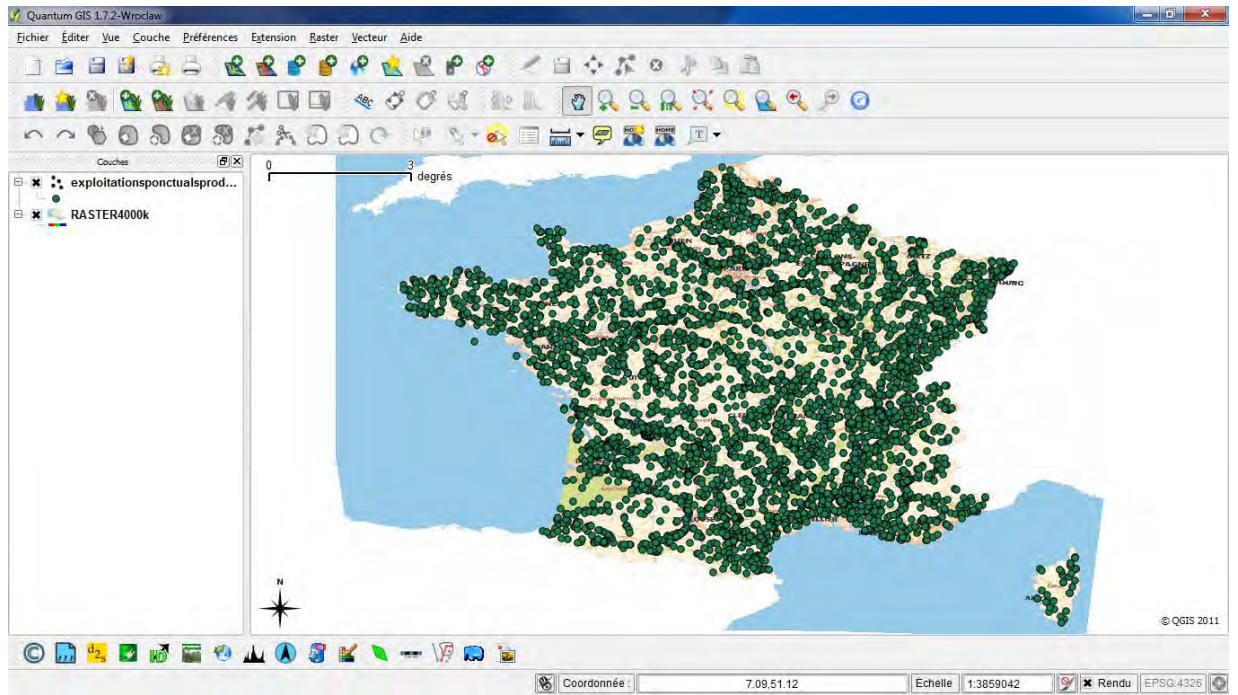 Quantum GIS 1.7.2-Wroclaw
Fichier Éditer Vue Couche Préférences Extension Raster Vecteur Aide
Couches
exploitationsponctualsprod...
RASTER4000k
0 3
degrés
METZ
N
© QGIS 2011
Coordonnée :
7.09,51.12
Echelle
1:3859042
Rendu
EPSG:4326